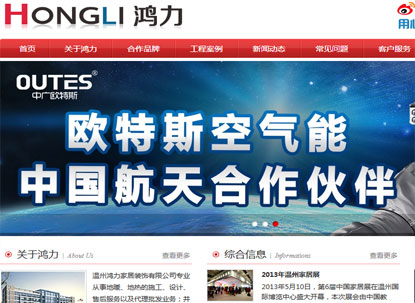 HONGLI 鸿力
用心
首页 关于鸿力 合作品牌 工程案例 新闻动态 常见问题 客户服务
OUTES®
中广欧特斯
欧特斯空气能
中国航天合作伙伴
关于鸿力 | About Us 查看更多
综合信息 | Informations 查看更多
温州鸿力家居装饰有限公司专业
从事地暖、地热的施工、设计、
售后服务以及代理批发业务；并
2013年温州家居展
2013年5月10日，第6届中国家居展在温州国
际博览中心盛大开幕，本次展会由中国教